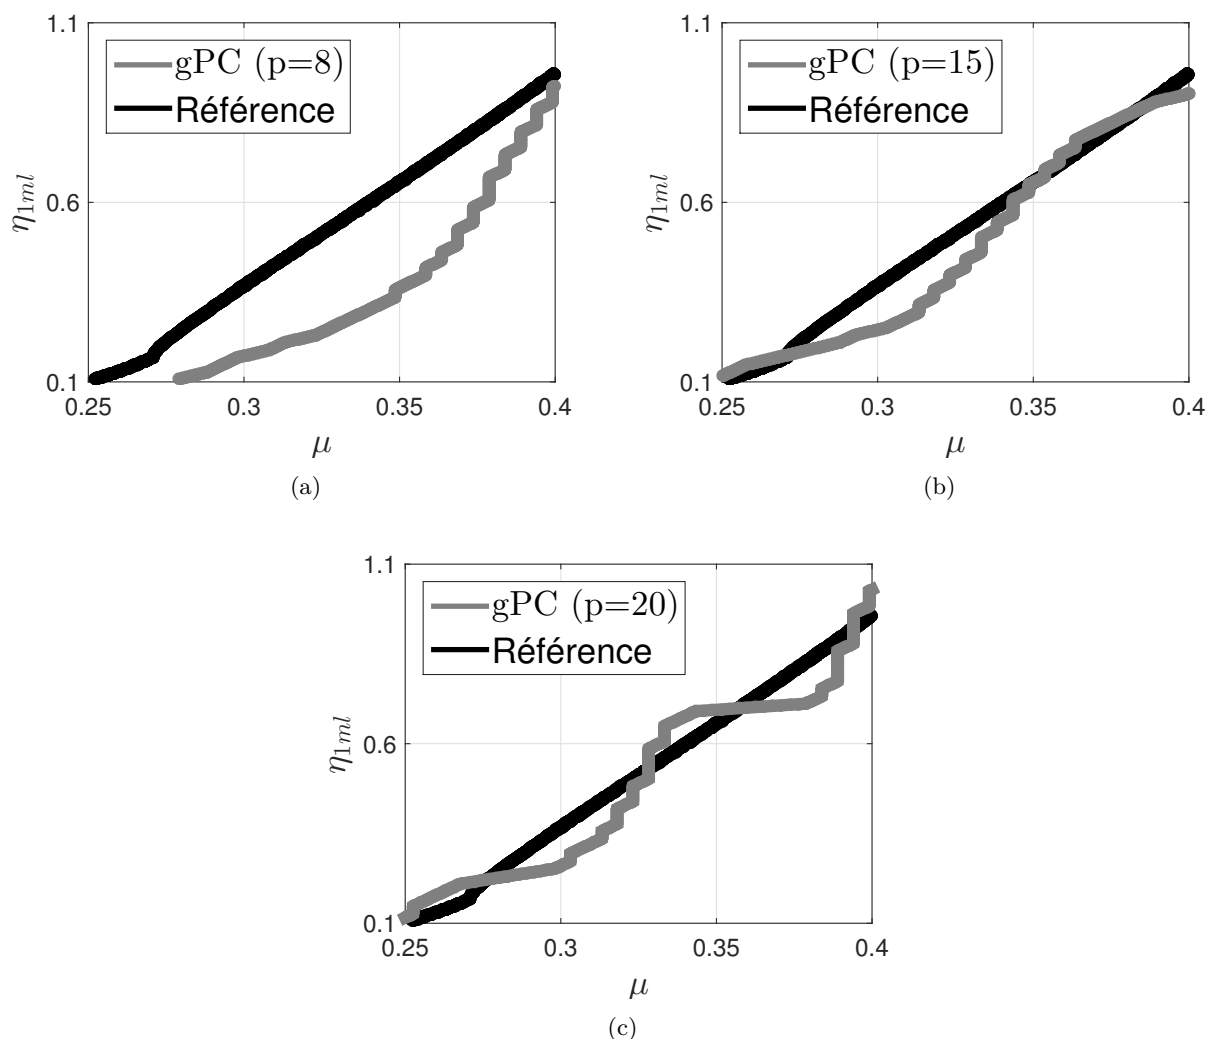 1.1
gPC (p=8)
Référence
0.6
η1ml
0.1
0.25 0.3 0.35 0.4
μ
(a)
1.1
gPC (p=15)
Référence
0.6
η1ml
0.1
0.25 0.3 0.35 0.4
μ
(b)
1.1
gPC (p=20)
Référence
0.6
η1ml
0.1
0.25 0.3 0.35 0.4
μ
(c)